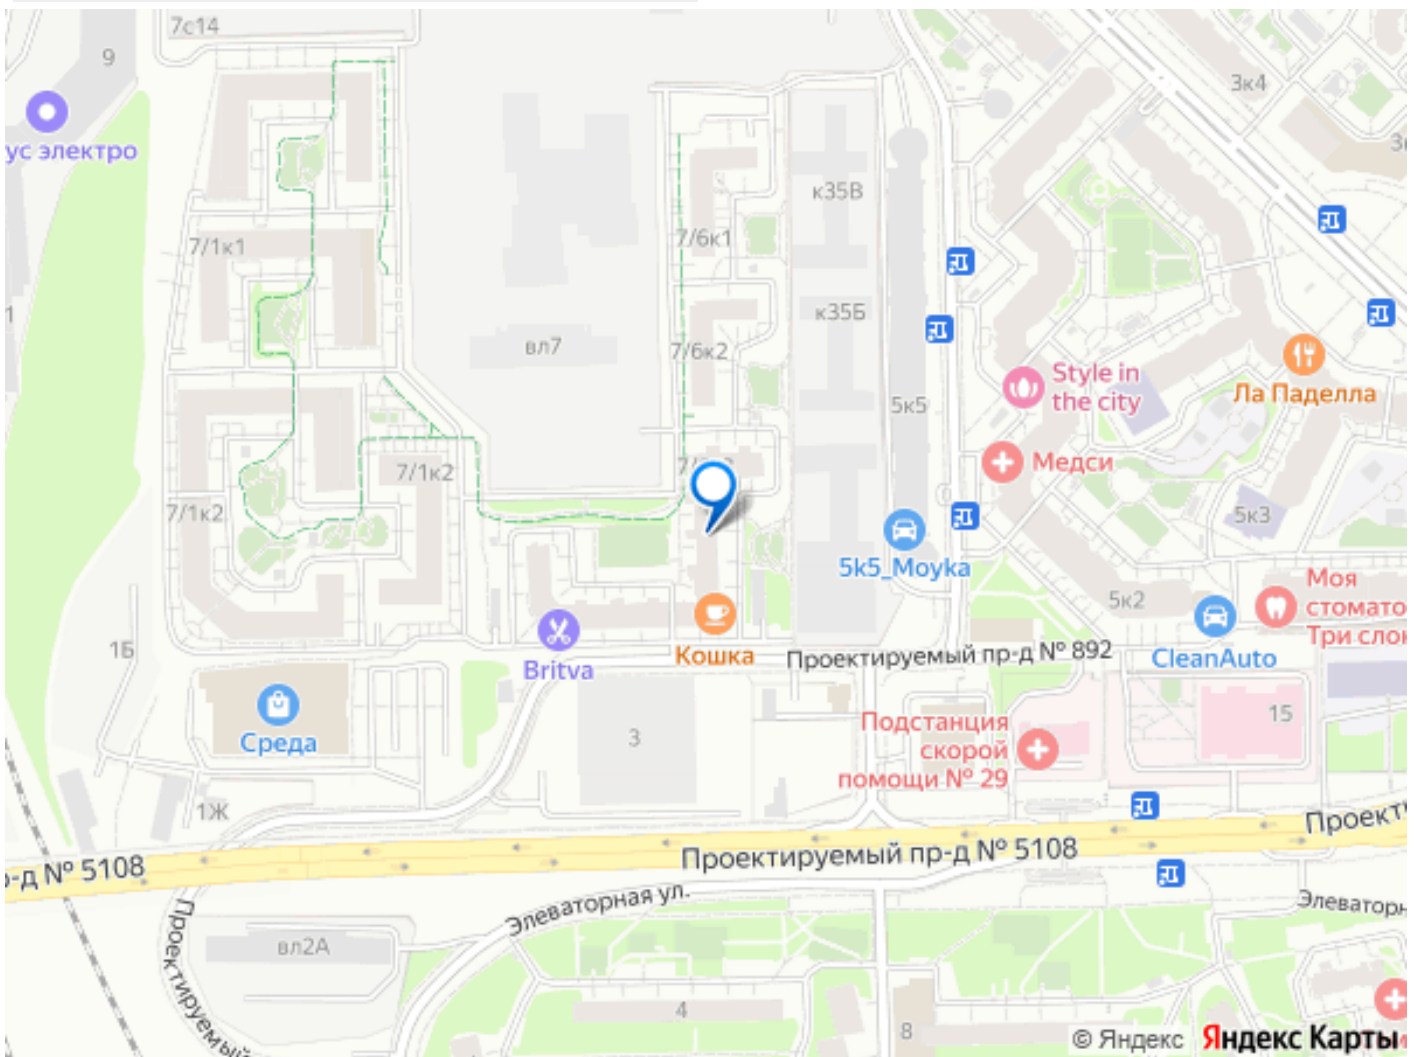 7с14
9
3к4
ус электро
к35В
7/6к1
7/1к1
к35Б
вл7
7/6к2
Style in
the city
Ла Паделла
5к5
Медси
7/1к2
7/1к2
5к3
5k5_Moyka
Моя
стомато
Три сло
5к2
1Б
Britva
Кошка
Проектируемый пр-д № 892
CleanAuto
Среда
3
Подстанция
скорой
помощи № 29
15
1Ж
Проект
-д № 5108
Проектируемый пр-д № 5108
Элеваторная ул.
Элеваторн
Проектируемый
вл2А
4
8
© Яндекс Яндекс Карты